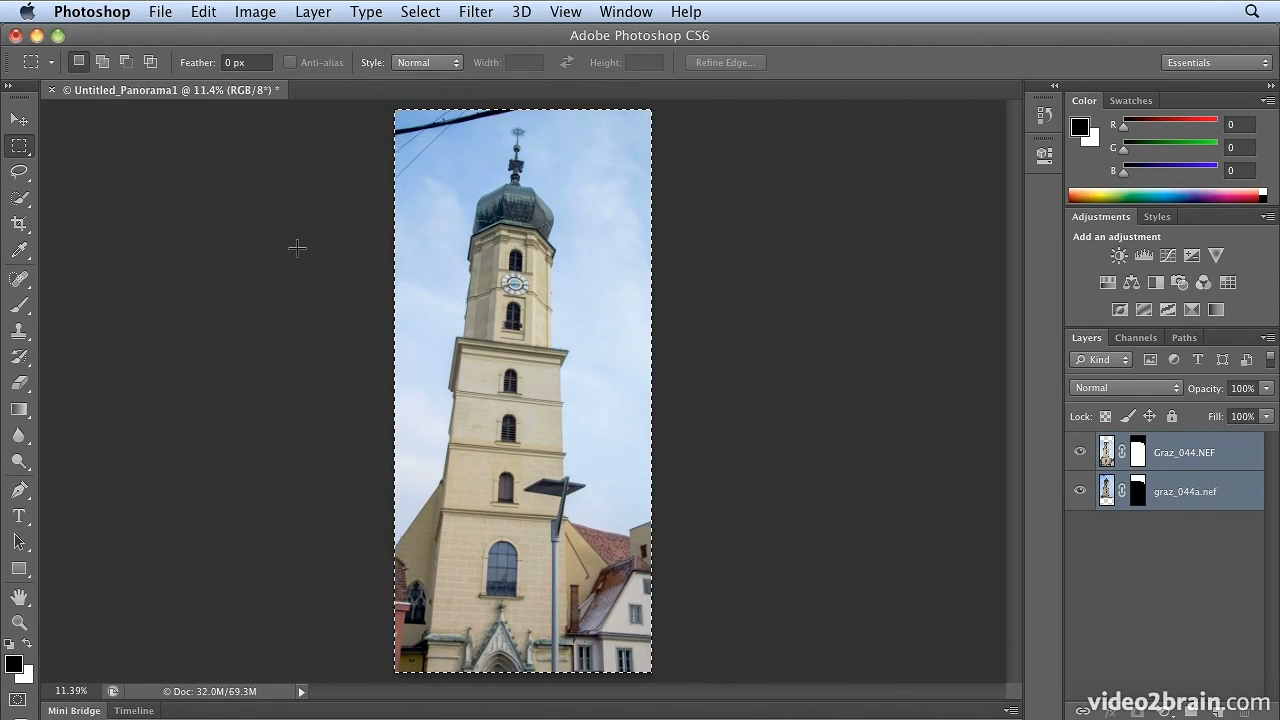 Photoshop File Edit Image Layer Type Select Filter 3D View Window Help
Adobe Photoshop CS6
Feather: 0 px Anti-alias Style: Normal Width: Height: Refine Edge... Essentials
× © Untitled_Panorama1 @ 11.4% (RGB/8*) *
Color Swatches
R 0
G 0
B 0
Adjustments Styles
Add an adjustment
Layers Channels Paths
Kind T
Normal Opacity: 100%
Lock: Fill: 100%
Graz_044.NEF
graz_044a.nef
T
11.39% © Doc: 32.0M/69.3M
Mini Bridge Timeline
video2brain.com